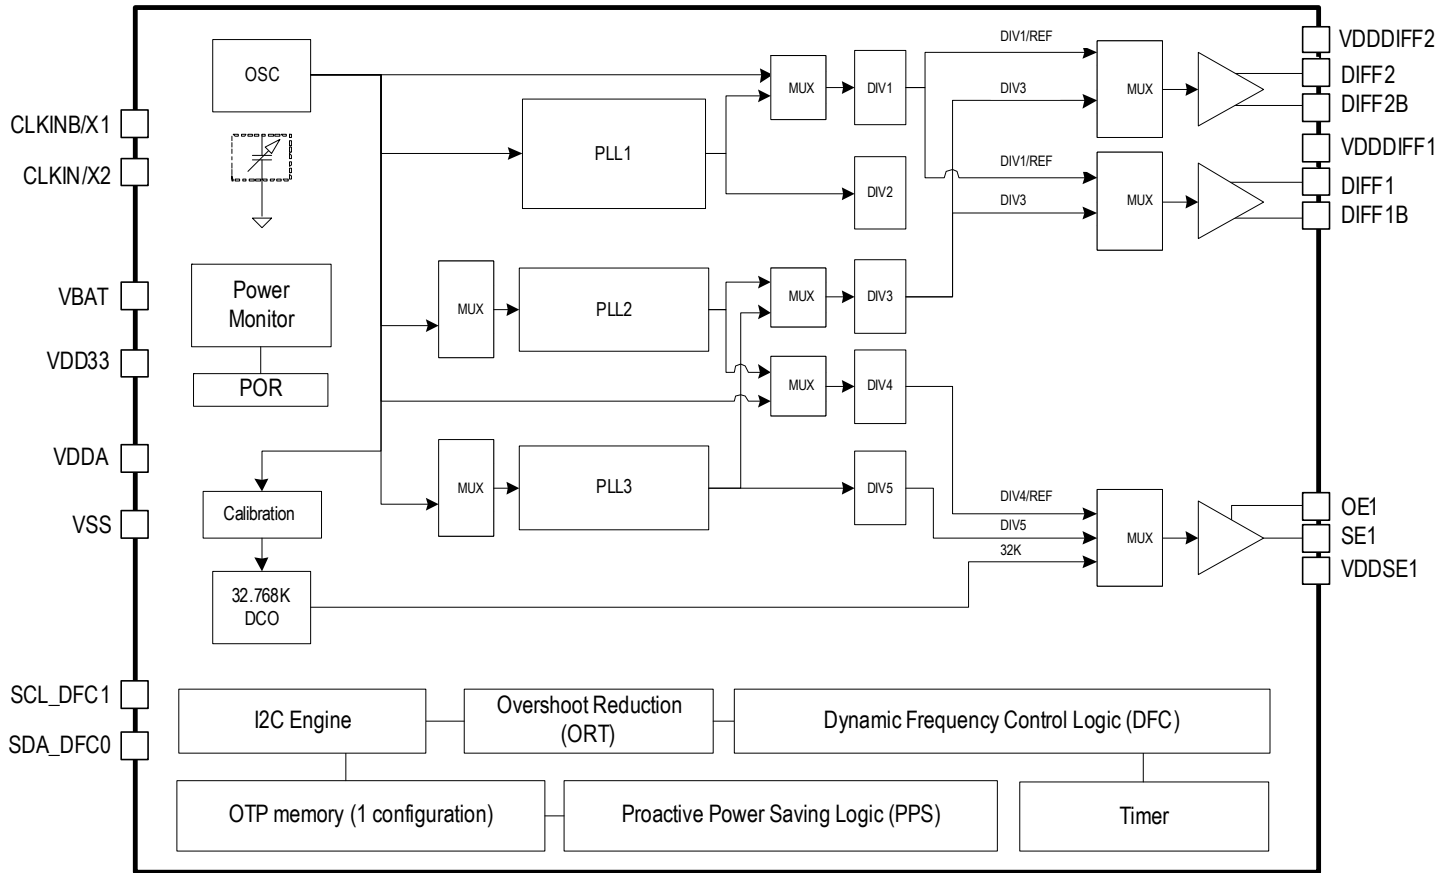 VDDDIFF2
DIV1/REF
OSC
DIFF2
MUX
DIV1
DIV3
MUX
DIFF2B
CLKINB/X1
VDDDIFF1
PLL1
DIV1/REF
CLKIN/X2
DIFF1
DIV2
DIV3
MUX
DIFF1B
VBAT
Power
Monitor
MUX
PLL2
MUX
DIV3
VDD33
POR
MUX
DIV4
VDDA
MUX
PLL3
DIV5
DIV4/REF
OE1
Calibration
VSS
DIV5
MUX
SE1
32K
VDDSE1
32.768K
DCO
SCL_DFC1
I2C Engine
Overshoot Reduction
(ORT)
Dynamic Frequency Control Logic (DFC)
SDA_DFC0
OTP memory (1 configuration)
Proactive Power Saving Logic (PPS)
Timer